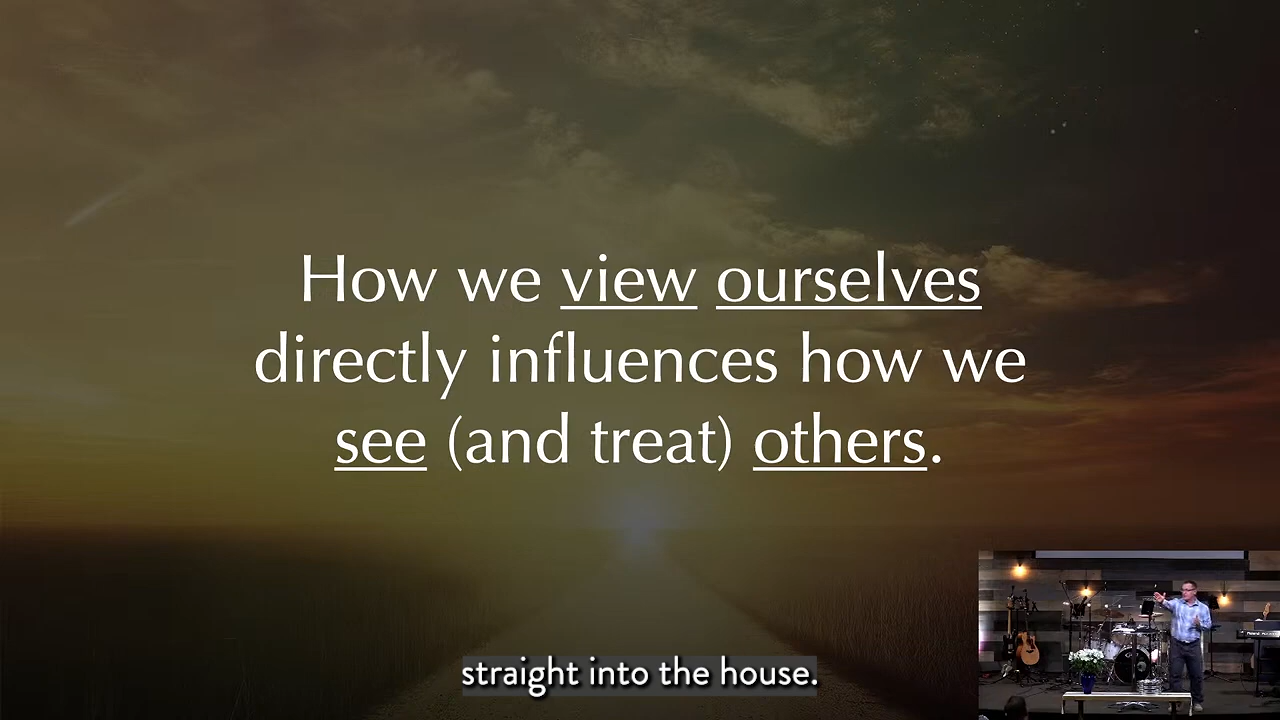 How we view ourselves
directly influences how we
see (and treat) others.
straight into the house.